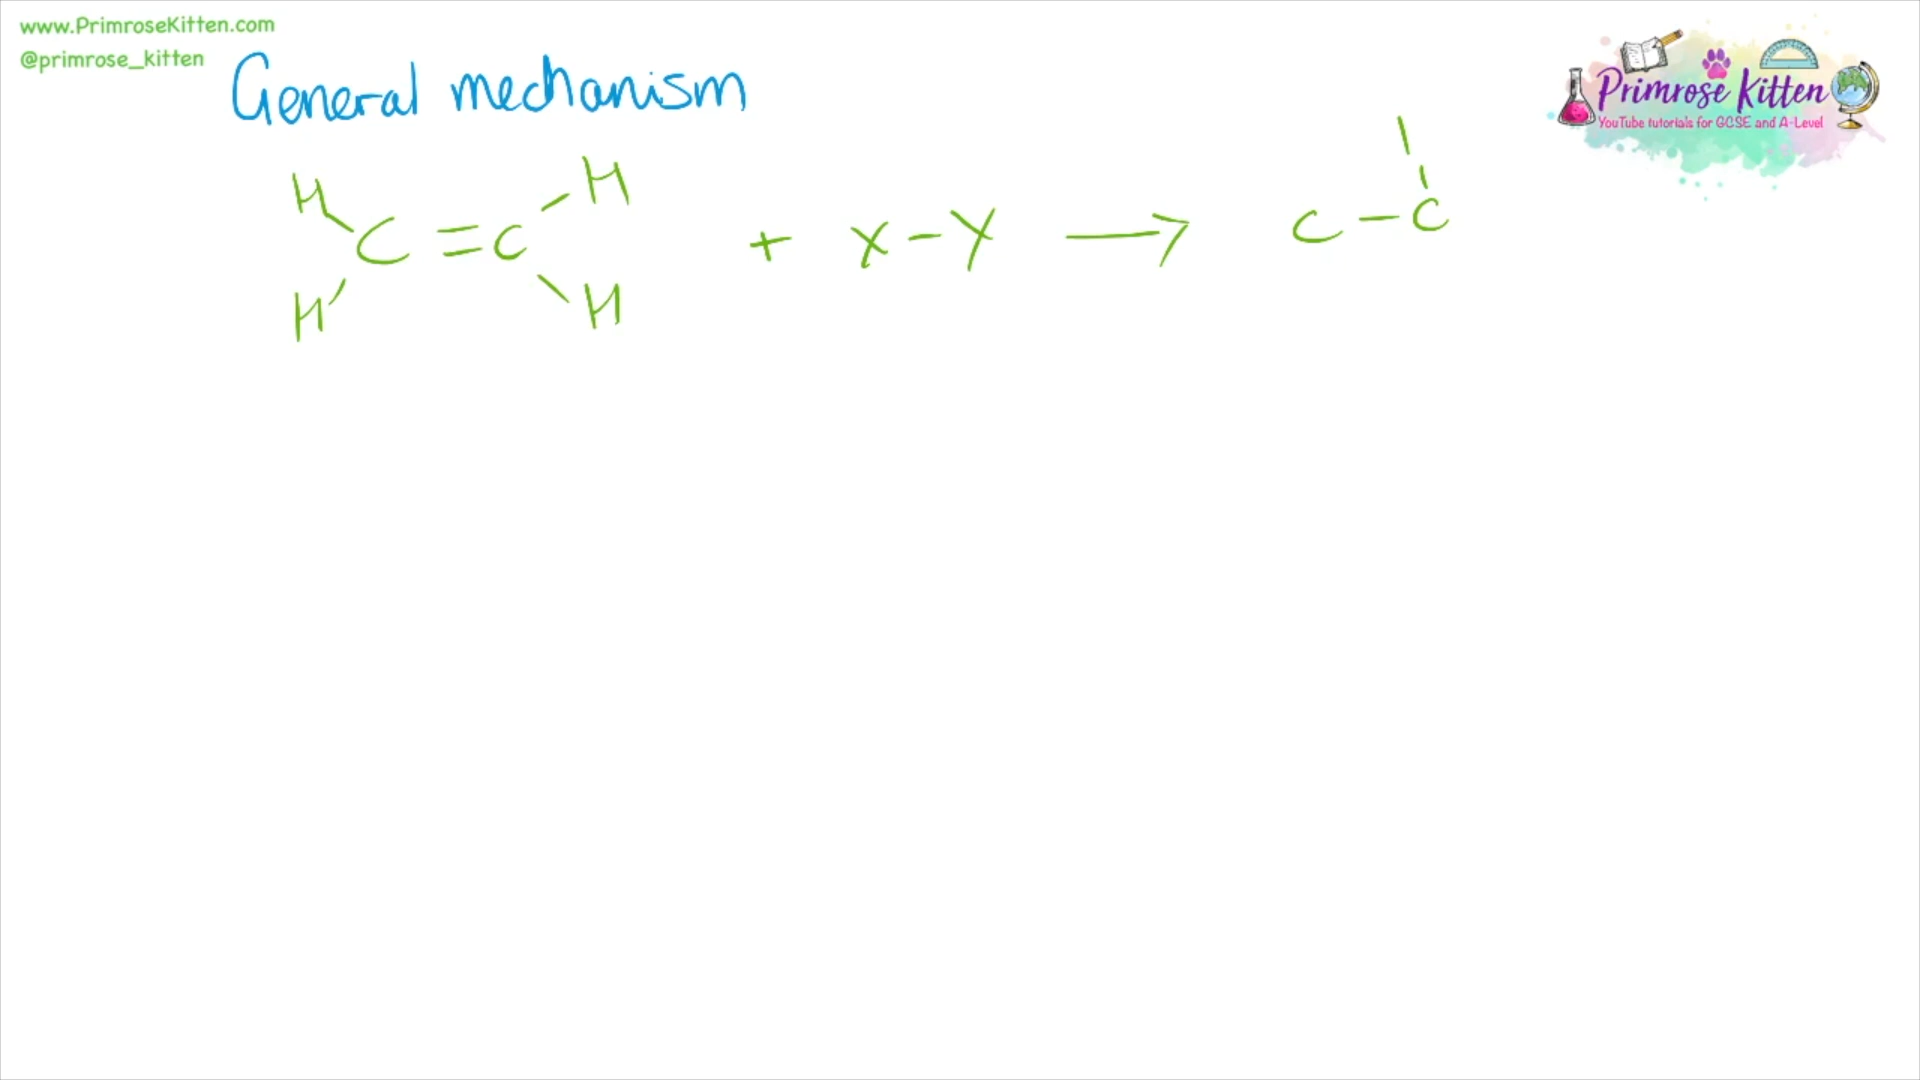 www.PrimroseKitten.com
@primrose_kitten
General mechanism
Primrose Kitten
YouTube tutorials for GCSE and A-Level
H H
C = C + X - Y → C - C
H H